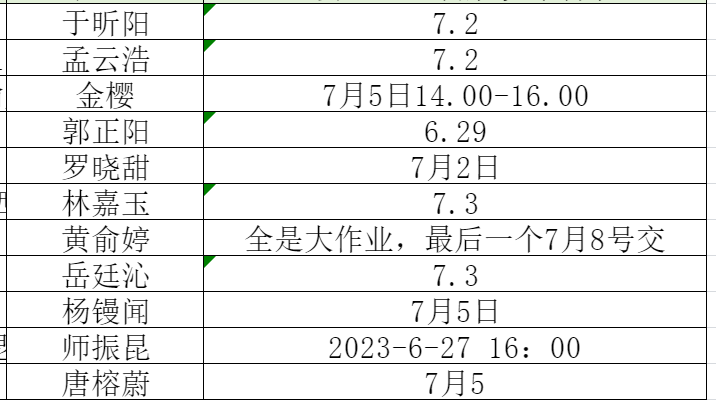 于昕阳 7.2
孟云浩 7.2
金樱 7月5日14.00-16.00
郭正阳 6.29
罗晓甜 7月2日
林嘉玉 7.3
黄俞婷 全是大作业，最后一个7月8号交
岳廷沁 7.3
杨镘闻 7月5日
师振昆 2023-6-27 16：00
唐榕蔚 7月5